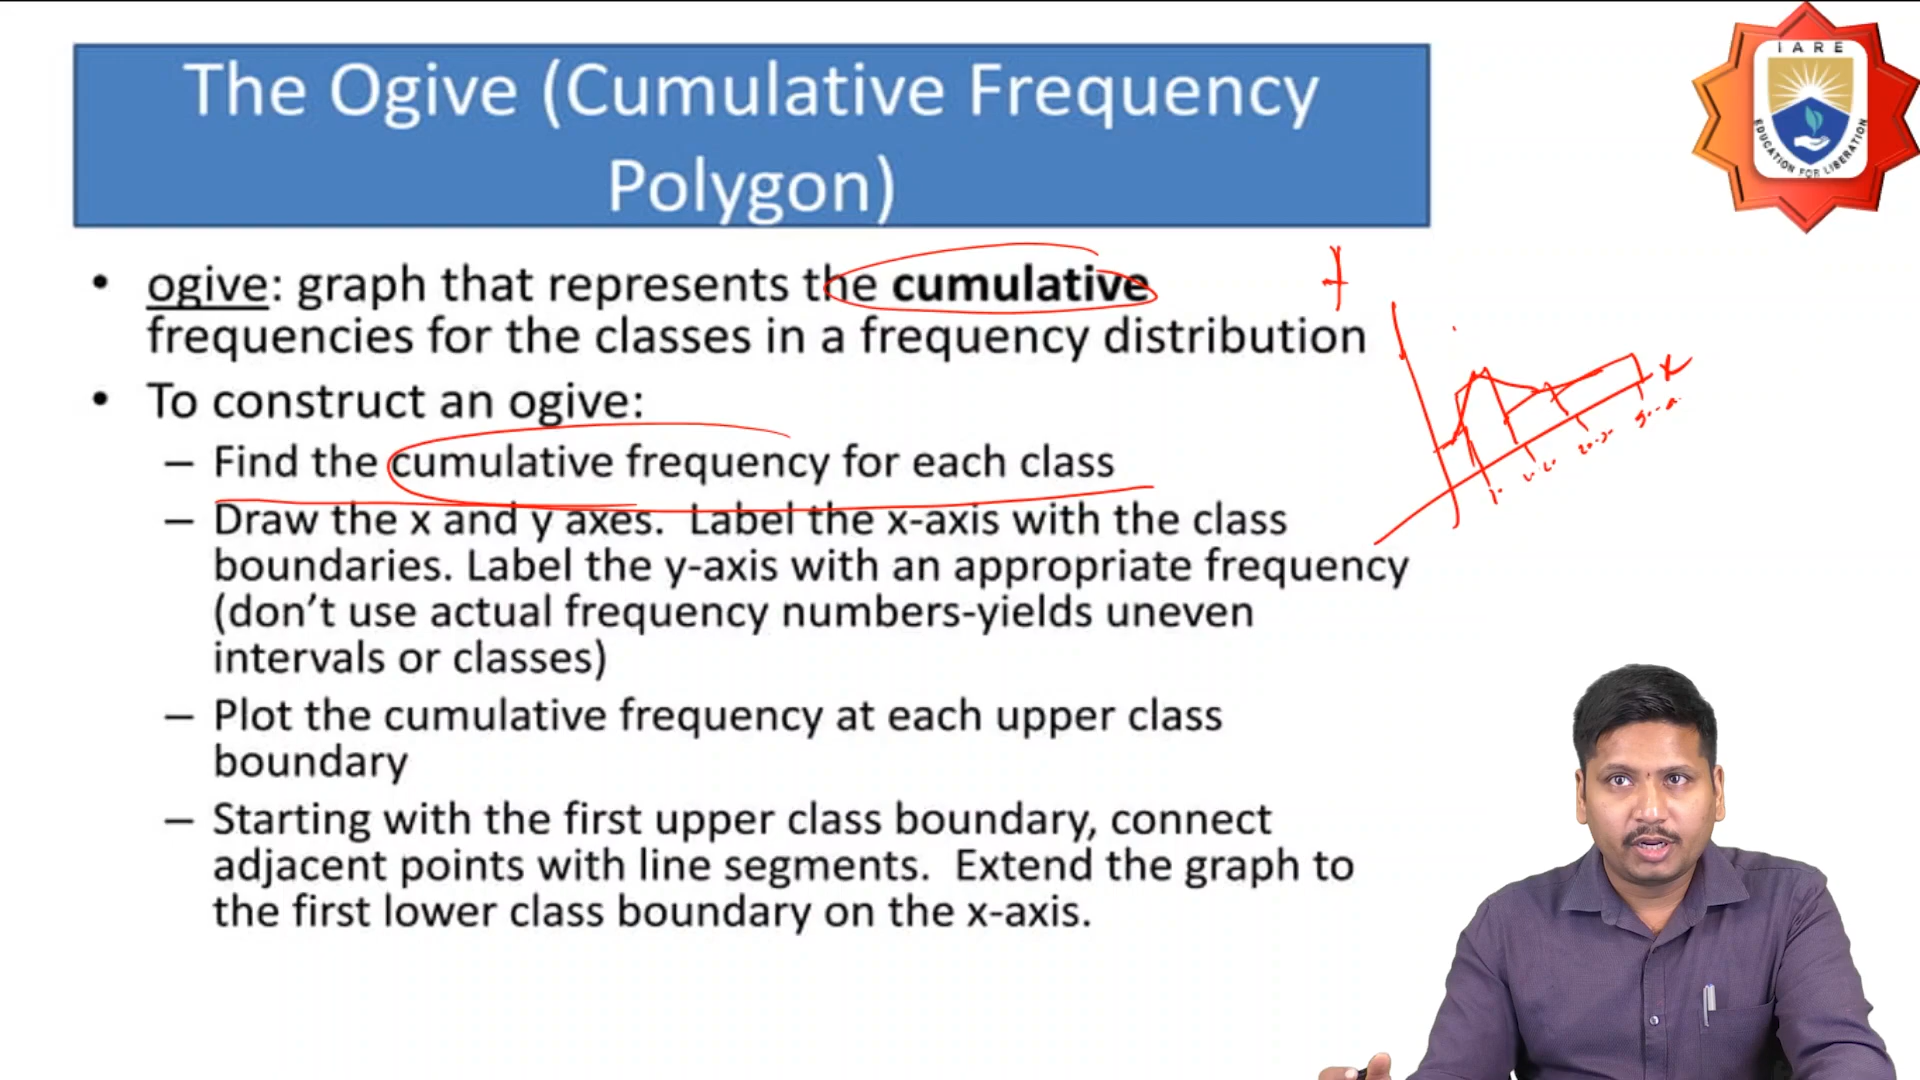 The Ogive (Cumulative Frequency
Polygon)
IARE
EDUCATION FOR LIBERATION
• ogive: graph that represents the cumulative
frequencies for the classes in a frequency distribution
• To construct an ogive:
– Find the cumulative frequency for each class
– Draw the x and y axes. Label the x-axis with the class
boundaries. Label the y-axis with an appropriate frequency
(don’t use actual frequency numbers-yields uneven
intervals or classes)
– Plot the cumulative frequency at each upper class
boundary
– Starting with the first upper class boundary, connect
adjacent points with line segments. Extend the graph to
the first lower class boundary on the x-axis.
x